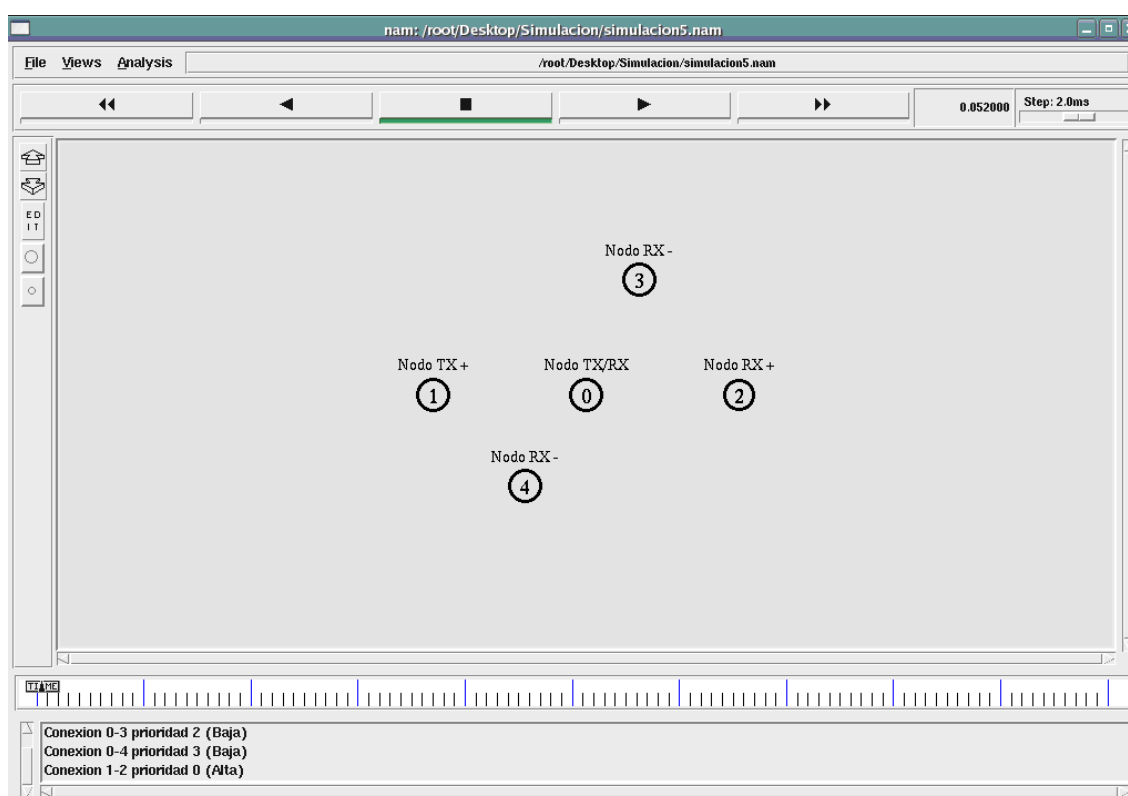 nam: /root/Desktop/Simulacion/simulacion5.nam
File Views Analysis /root/Desktop/Simulacion/simulacion5.nam
0.052000 Step: 2.0ms
ED
IT
Nodo RX -
3
Nodo TX + Nodo TX/RX Nodo RX +
1 0 2
Nodo RX -
4
TIME
Conexion 0-3 prioridad 2 (Baja)
Conexion 0-4 prioridad 3 (Baja)
Conexion 1-2 prioridad 0 (Alta)